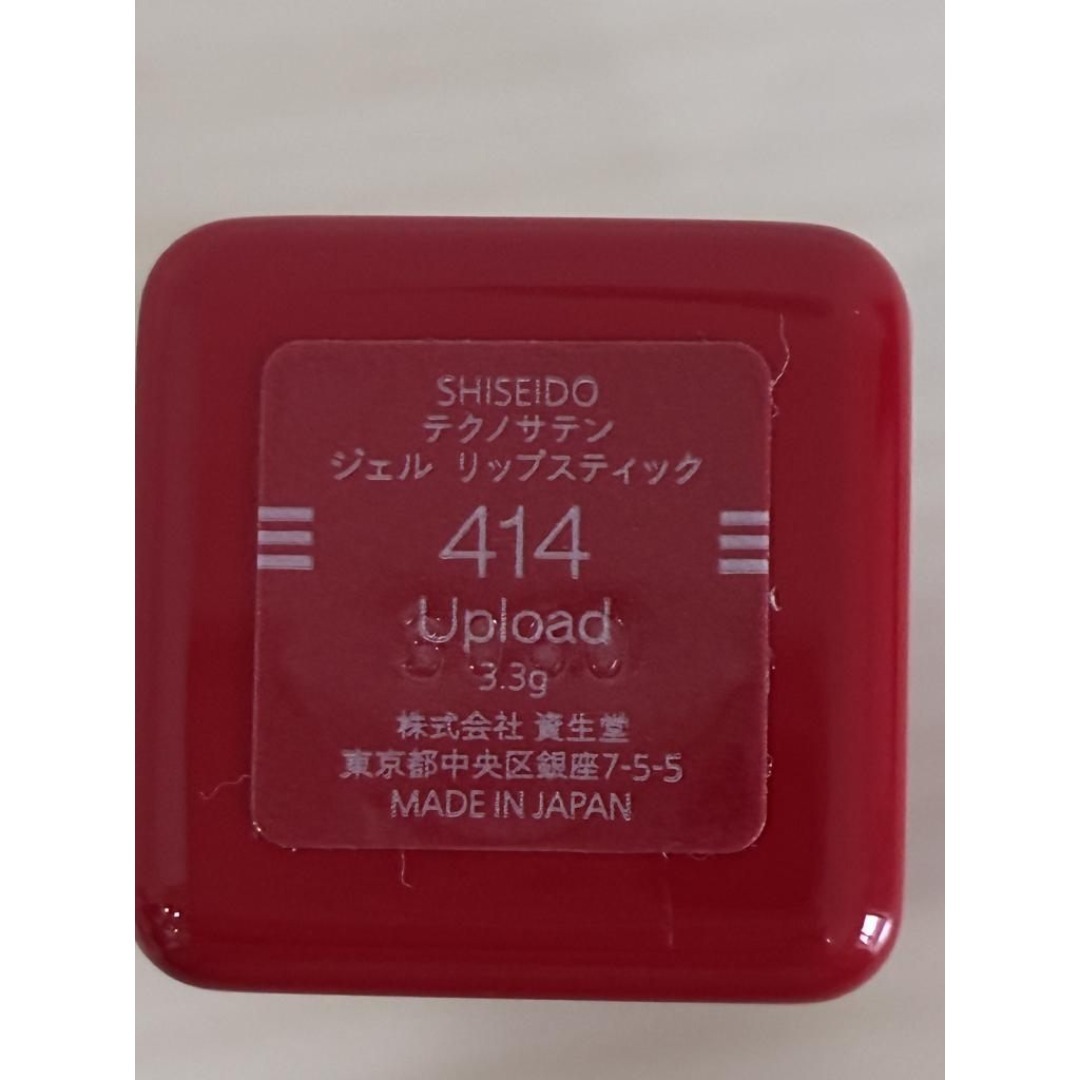 SHISEIDO
テクノサテン
ジェル リップスティック
414
Upload
3.3g
株式会社 資生堂
東京都中央区銀座7-5-5
MADE IN JAPAN